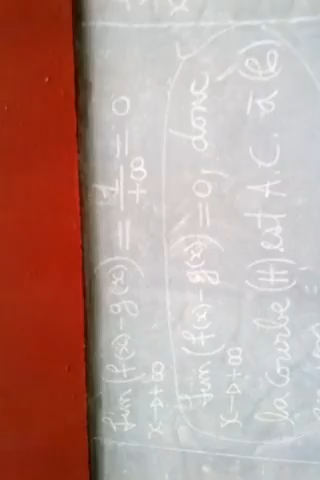 lim (f(x)-g(x)) = 1/+∞ = 0
x→+∞
lim (f(x)-g(x)) = 0, donc
x→+∞
la courbe (H) est A.C. à (C)